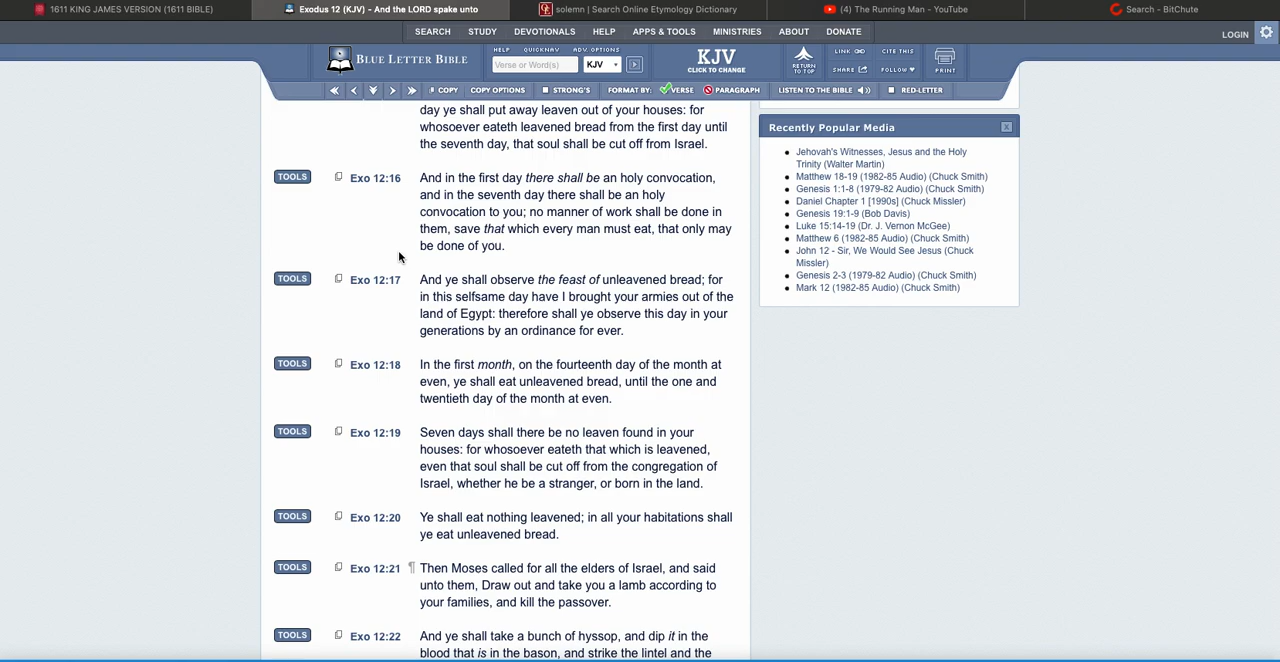 1611 KING JAMES VERSION (1611 BIBLE)
Exodus 12 (KJV) - And the LORD spake unto
solemn | Search Online Etymology Dictionary
(4) The Running Man - YouTube
Search - BitChute
SEARCH STUDY DEVOTIONALS HELP APPS & TOOLS MINISTRIES ABOUT DONATE
LOGIN
BLUE LETTER BIBLE
HELP QUICKNAV ADV. OPTIONS
Verse or Word(s) KJV
KJV
CLICK TO CHANGE
RETURN
TO TOP
LINK CITE THIS
SHARE FOLLOW
PRINT
COPY COPY OPTIONS STRONG'S FORMAT BY: VERSE PARAGRAPH LISTEN TO THE BIBLE RED-LETTER
day ye shall put away leaven out of your houses: for
whosoever eateth leavened bread from the first day until
the seventh day, that soul shall be cut off from Israel.
TOOLS Exo 12:16 And in the first day there shall be an holy convocation,
and in the seventh day there shall be an holy
convocation to you; no manner of work shall be done in
them, save that which every man must eat, that only may
be done of you.
TOOLS Exo 12:17 And ye shall observe the feast of unleavened bread; for
in this selfsame day have I brought your armies out of the
land of Egypt: therefore shall ye observe this day in your
generations by an ordinance for ever.
TOOLS Exo 12:18 In the first month, on the fourteenth day of the month at
even, ye shall eat unleavened bread, until the one and
twentieth day of the month at even.
TOOLS Exo 12:19 Seven days shall there be no leaven found in your
houses: for whosoever eateth that which is leavened,
even that soul shall be cut off from the congregation of
Israel, whether he be a stranger, or born in the land.
TOOLS Exo 12:20 Ye shall eat nothing leavened; in all your habitations shall
ye eat unleavened bread.
TOOLS Exo 12:21 ¶ Then Moses called for all the elders of Israel, and said
unto them, Draw out and take you a lamb according to
your families, and kill the passover.
TOOLS Exo 12:22 And ye shall take a bunch of hyssop, and dip it in the
blood that is in the bason, and strike the lintel and the
Recently Popular Media x
Jehovah's Witnesses, Jesus and the Holy
Trinity (Walter Martin)
Matthew 18-19 (1982-85 Audio) (Chuck Smith)
Genesis 1:1-8 (1979-82 Audio) (Chuck Smith)
Daniel Chapter 1 [1990s] (Chuck Missler)
Genesis 19:1-9 (Bob Davis)
Luke 15:14-19 (Dr. J. Vernon McGee)
Matthew 6 (1982-85 Audio) (Chuck Smith)
John 12 - Sir, We Would See Jesus (Chuck
Missler)
Genesis 2-3 (1979-82 Audio) (Chuck Smith)
Mark 12 (1982-85 Audio) (Chuck Smith)